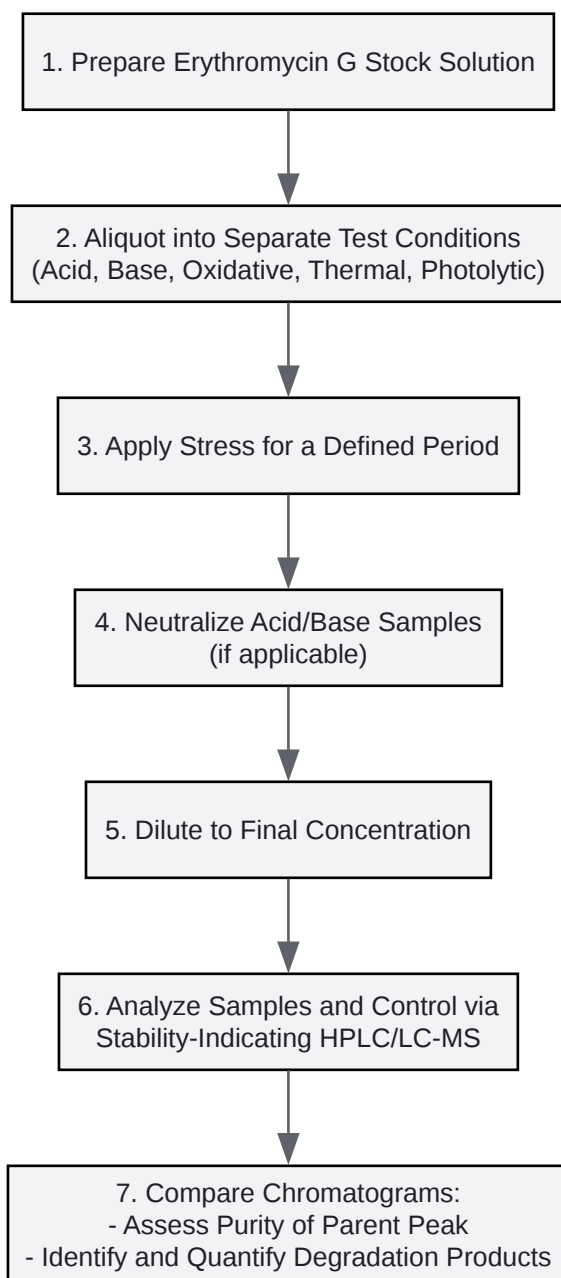 1. Prepare Erythromycin G Stock Solution
2. Aliquot into Separate Test Conditions
(Acid, Base, Oxidative, Thermal, Photolytic)
3. Apply Stress for a Defined Period
4. Neutralize Acid/Base Samples
(if applicable)
5. Dilute to Final Concentration
6. Analyze Samples and Control via
Stability-Indicating HPLC/LC-MS
7. Compare Chromatograms:
- Assess Purity of Parent Peak
- Identify and Quantify Degradation Products